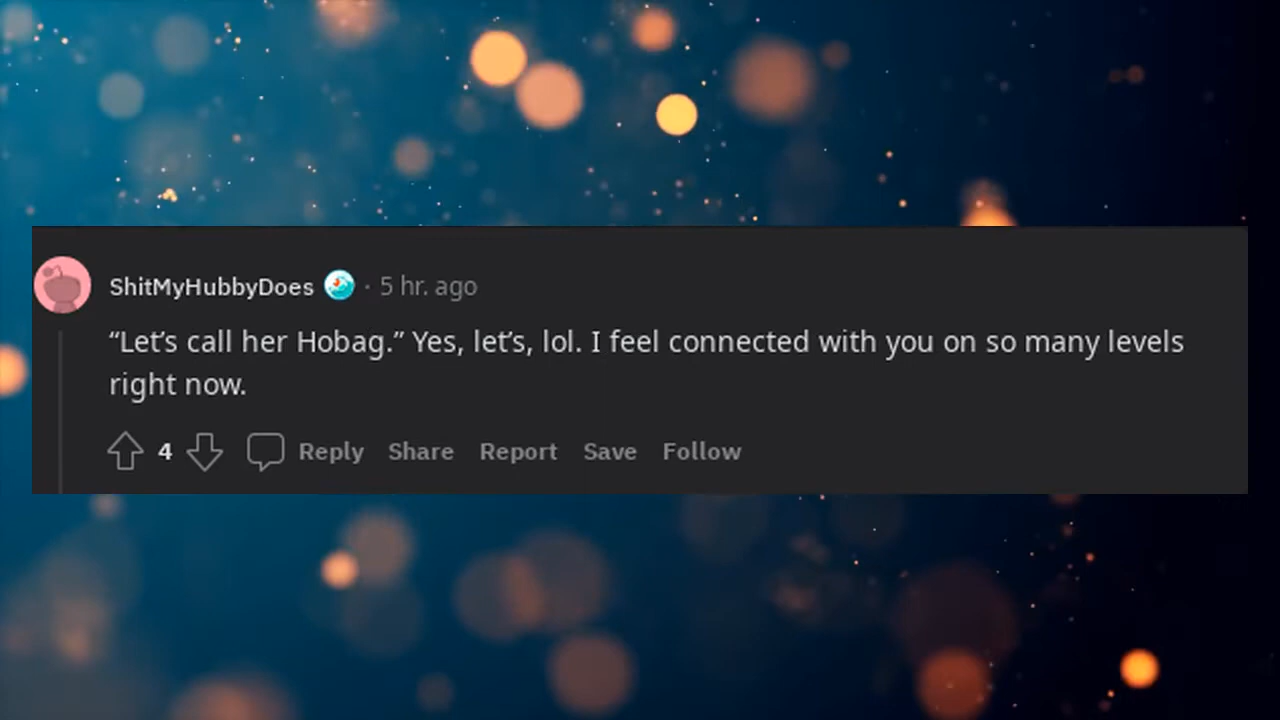 ShitMyHubbyDoes · 5 hr. ago
“Let’s call her Hobag.” Yes, let’s, lol. I feel connected with you on so many levels
right now.
4 Reply Share Report Save Follow